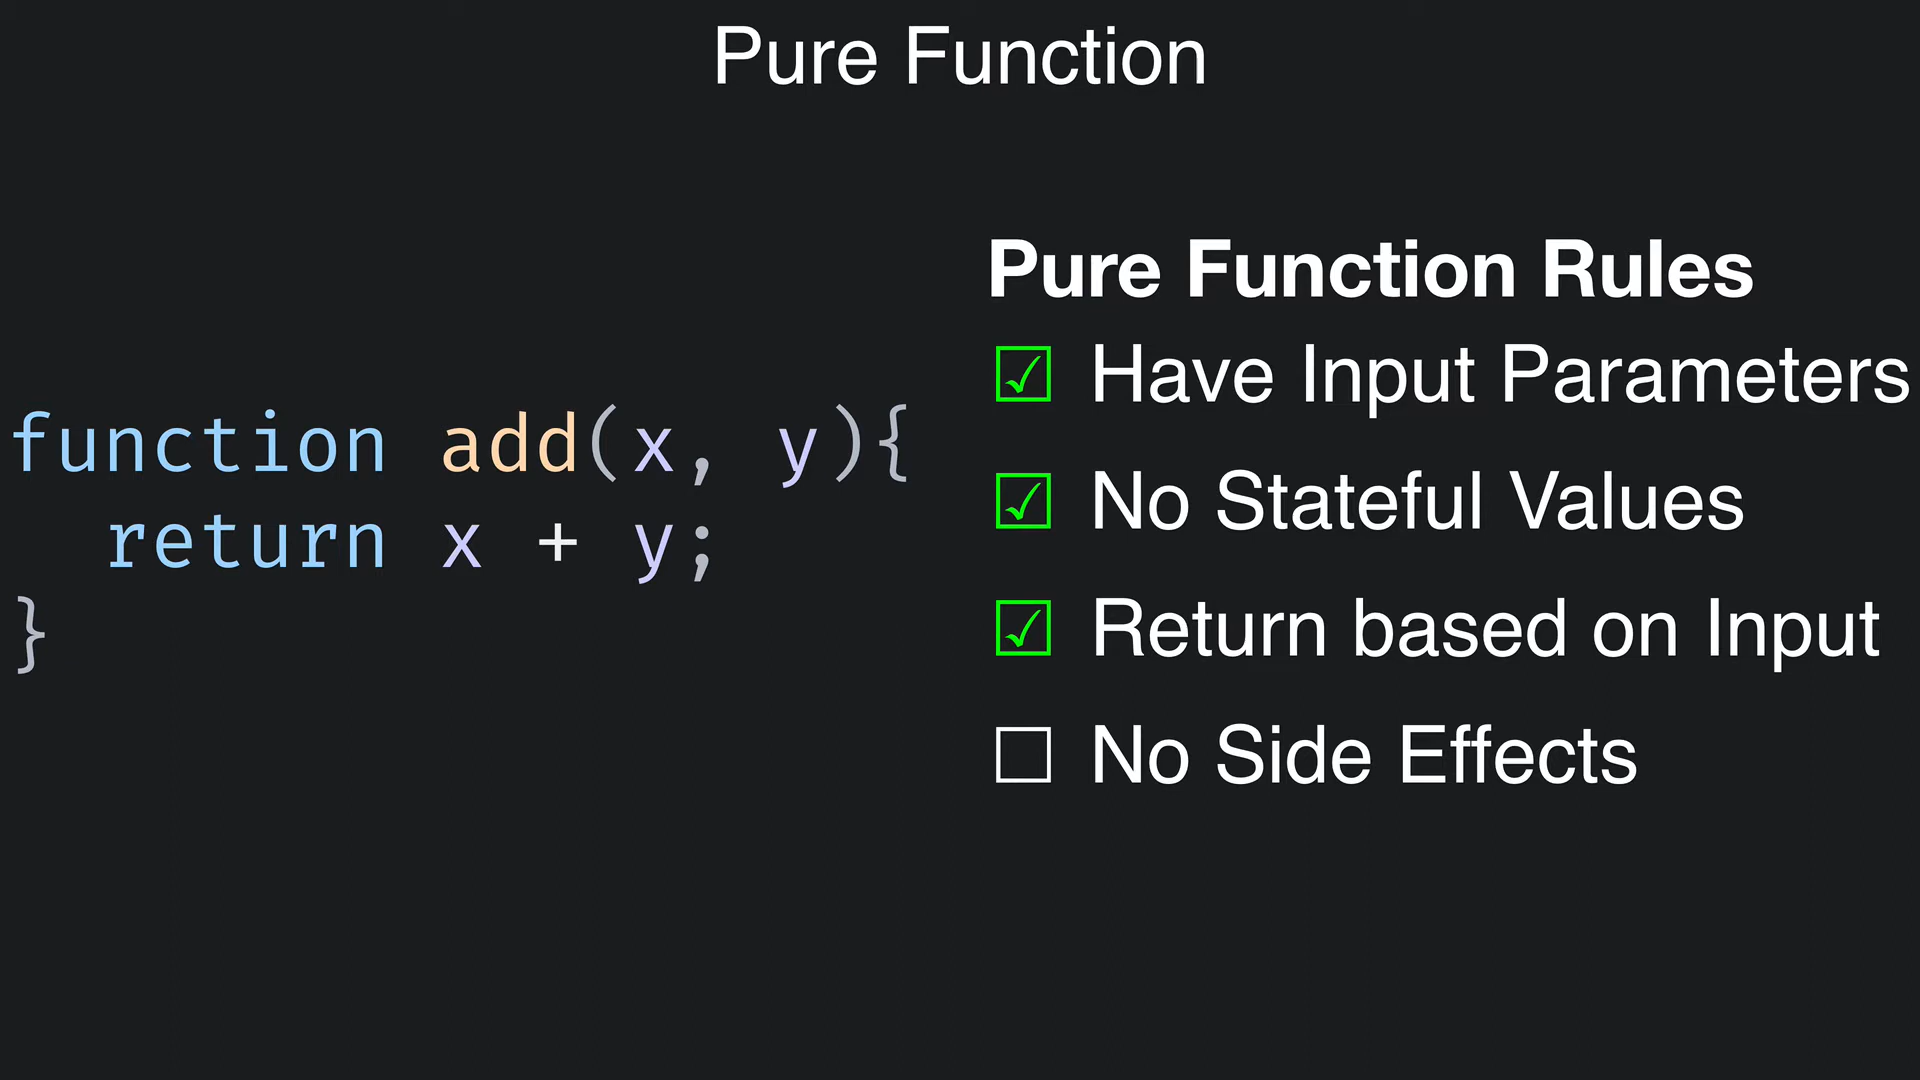 Pure Function
function add(x, y){
  return x + y;
}
Pure Function Rules
☑ Have Input Parameters
☑ No Stateful Values
☑ Return based on Input
☐ No Side Effects